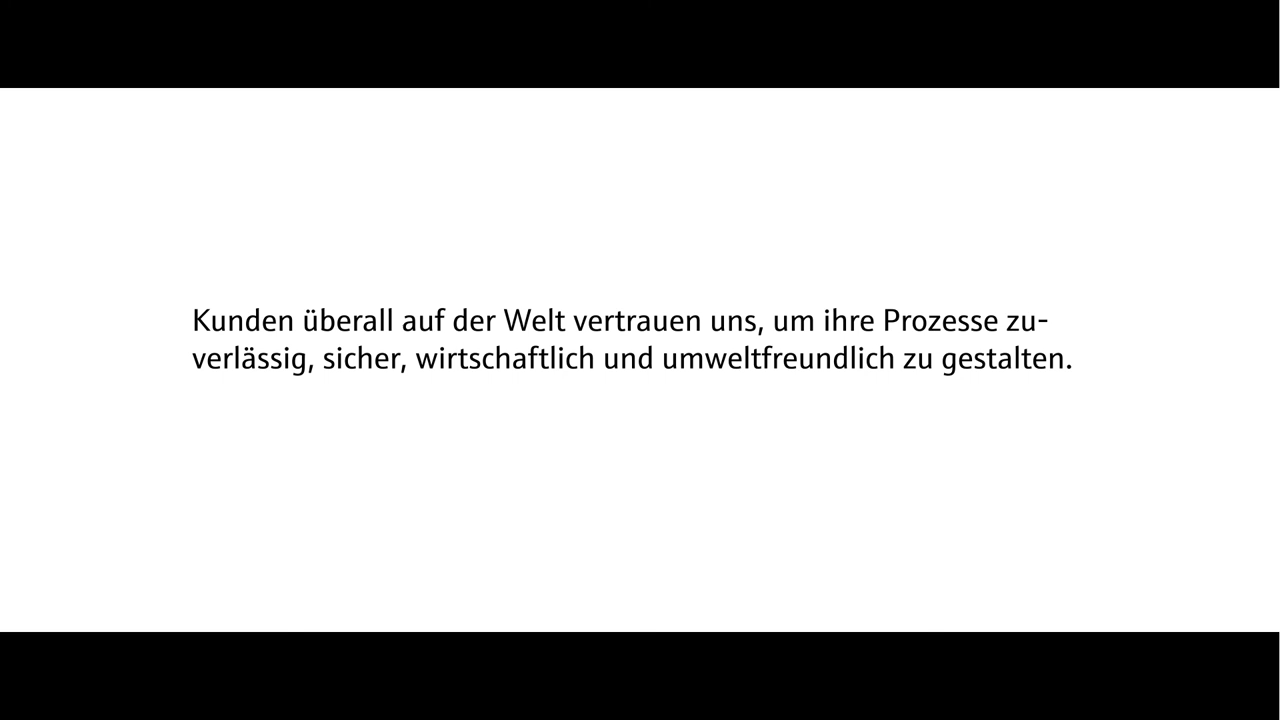 Kunden überall auf der Welt vertrauen uns, um ihre Prozesse zu-
verlässig, sicher, wirtschaftlich und umweltfreundlich zu gestalten.